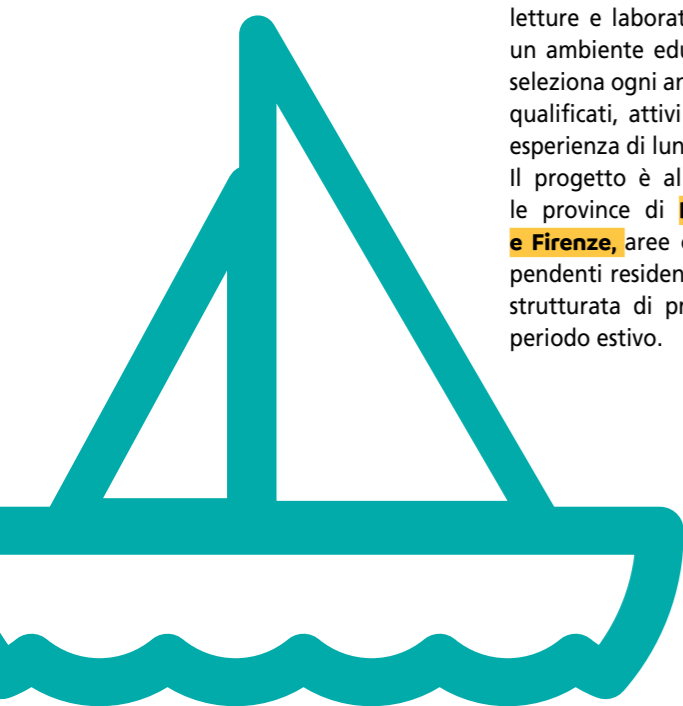 letture e laborat
un ambiente edu
seleziona ogni
qualificati, attivi
esperienza di lun
Il progetto è al
le province di
e Firenze, aree
pendenti residen
strutturata di pr
periodo estivo.